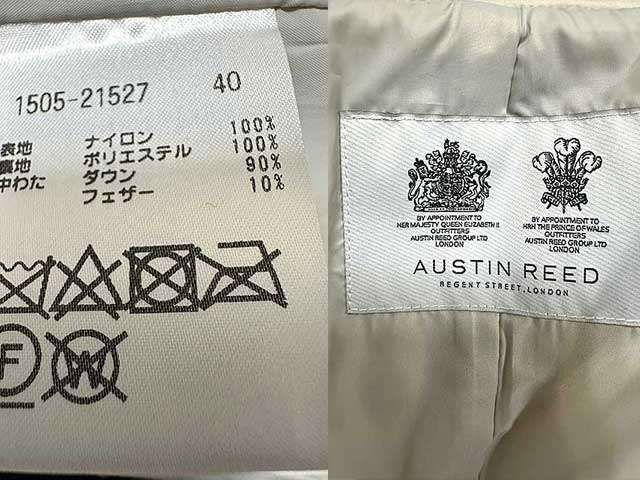 1505-21527 40
表地 ナイロン 100%
裏地 ポリエステル 100%
中わた ダウン 90%
フェザー 10%
F
W
BY APPOINTMENT TO
HER MAJESTY QUEEN ELIZABETH II
OUTFITTERS
AUSTIN REED GROUP LTD
LONDON
BY APPOINTMENT TO
HRH THE PRINCE OF WALES
OUTFITTERS
AUSTIN REED GROUP LTD
LONDON
AUSTIN REED
REGENT STREET, LONDON